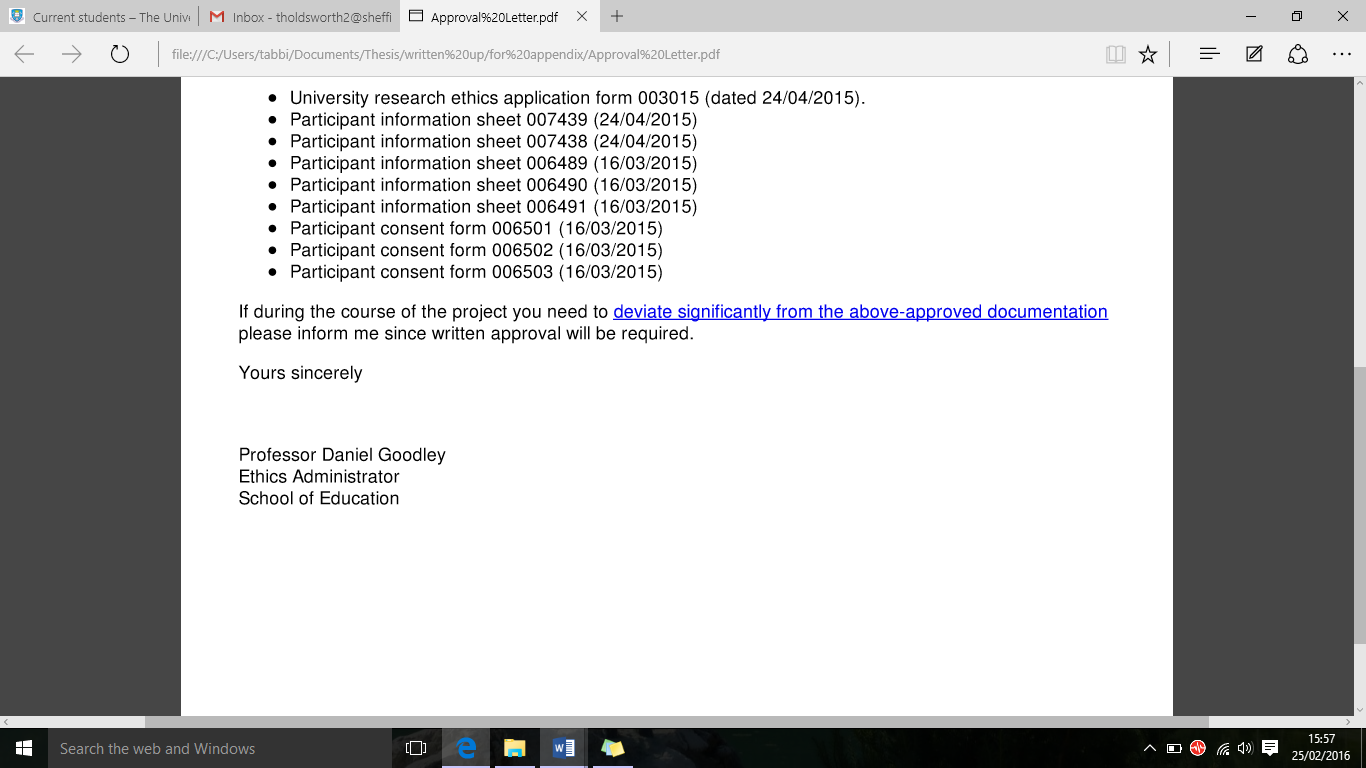 Current students – The Unive
Inbox - tholdsworth2@sheffi
Approval%20Letter.pdf
file:///C:/Users/tabbi/Documents/Thesis/written%20up/for%20appendix/Approval%20Letter.pdf
• University research ethics application form 003015 (dated 24/04/2015).
• Participant information sheet 007439 (24/04/2015)
• Participant information sheet 007438 (24/04/2015)
• Participant information sheet 006489 (16/03/2015)
• Participant information sheet 006490 (16/03/2015)
• Participant information sheet 006491 (16/03/2015)
• Participant consent form 006501 (16/03/2015)
• Participant consent form 006502 (16/03/2015)
• Participant consent form 006503 (16/03/2015)
If during the course of the project you need to deviate significantly from the above-approved documentation
please inform me since written approval will be required.
Yours sincerely
Professor Daniel Goodley
Ethics Administrator
School of Education
Search the web and Windows
15:57
25/02/2016